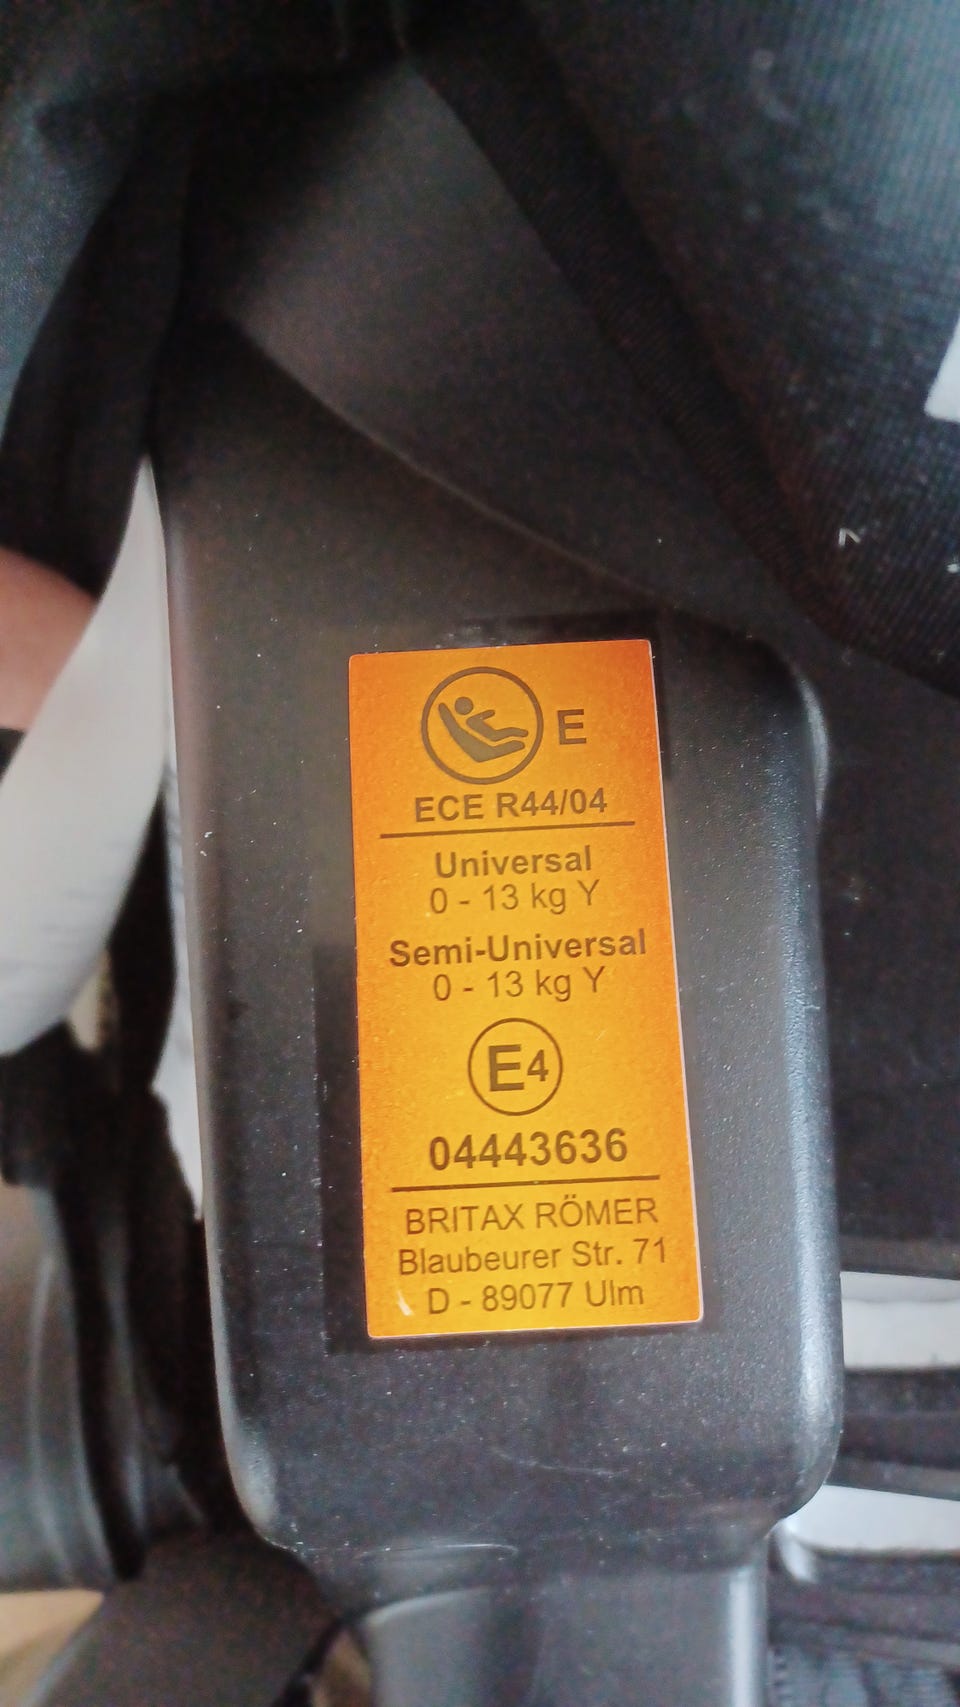 E
ECE R44/04
Universal
0 - 13 kg Y
Semi-Universal
0 - 13 kg Y
E4
04443636
BRITAX RÖMER
Blaubeurer Str. 71
D - 89077 Ulm